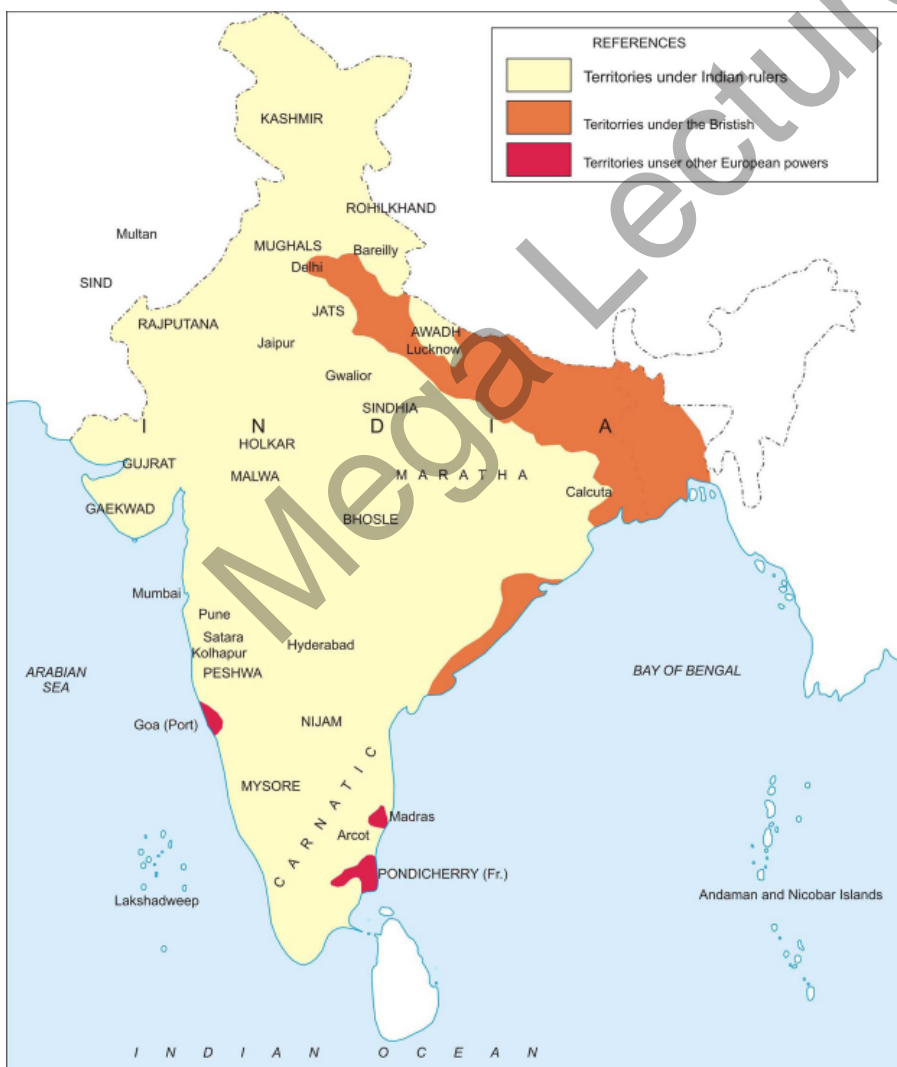 REFERENCES
Territories under Indian rulers
Teritorries under the Bristish
Territories unser other European powers
KASHMIR
ROHILKHAND
Multan
MUGHALS
Bareilly
Delhi
SIND
RAJPUTANA
JATS
AWADH
Jaipur
Lucknow
Gwalior
SINDHIA
I N D I A
HOLKAR
GUJRAT
MALWA
M A R A T H A
Calcuta
GAEKWAD
BHOSLE
Mumbai
Pune
Satara
Hyderabad
Kolhapur
PESHWA
ARABIAN
SEA
BAY OF BENGAL
Goa (Port)
NIJAM
MYSORE
C A R N A T I C
Madras
Arcot
PONDICHERRY (Fr.)
Lakshadweep
Andaman and Nicobar Islands
I N D I A N O C E A N
Mega Lectur